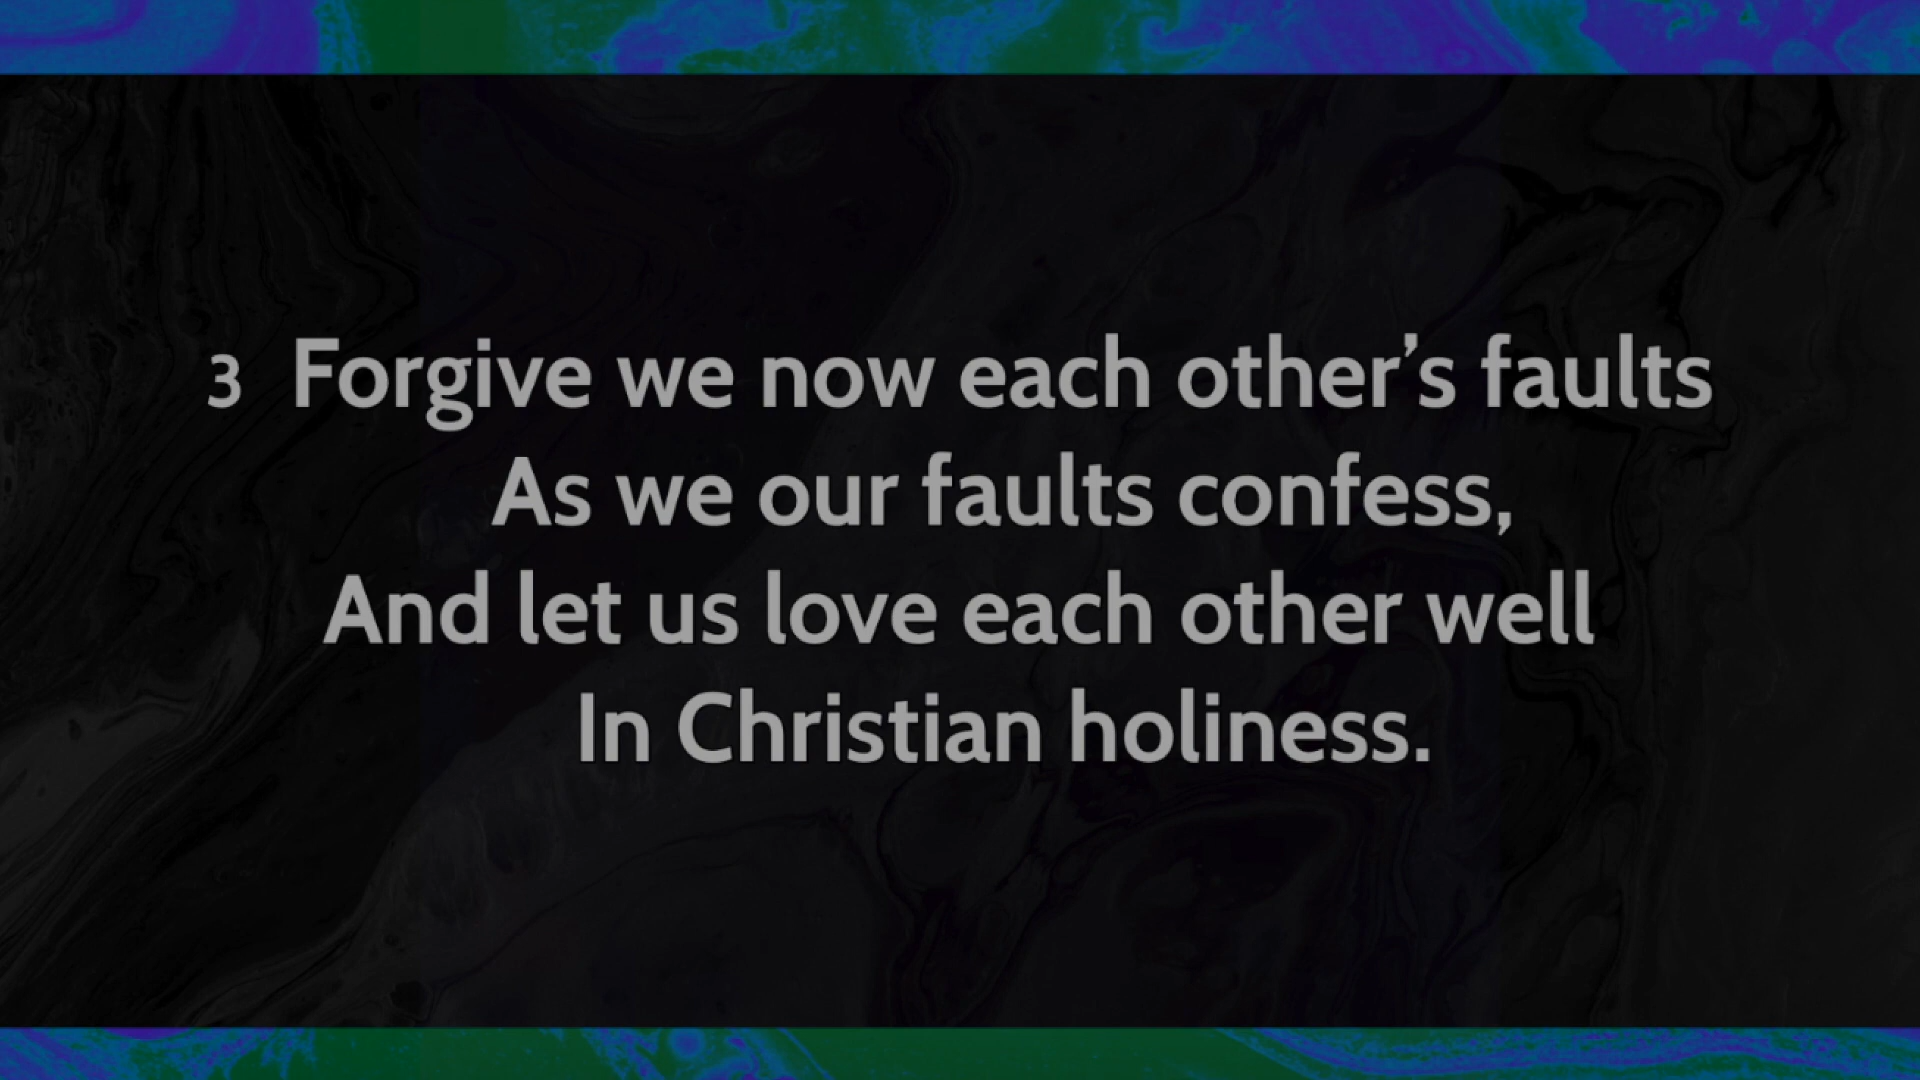 3 Forgive we now each other’s faults
As we our faults confess,
And let us love each other well
In Christian holiness.